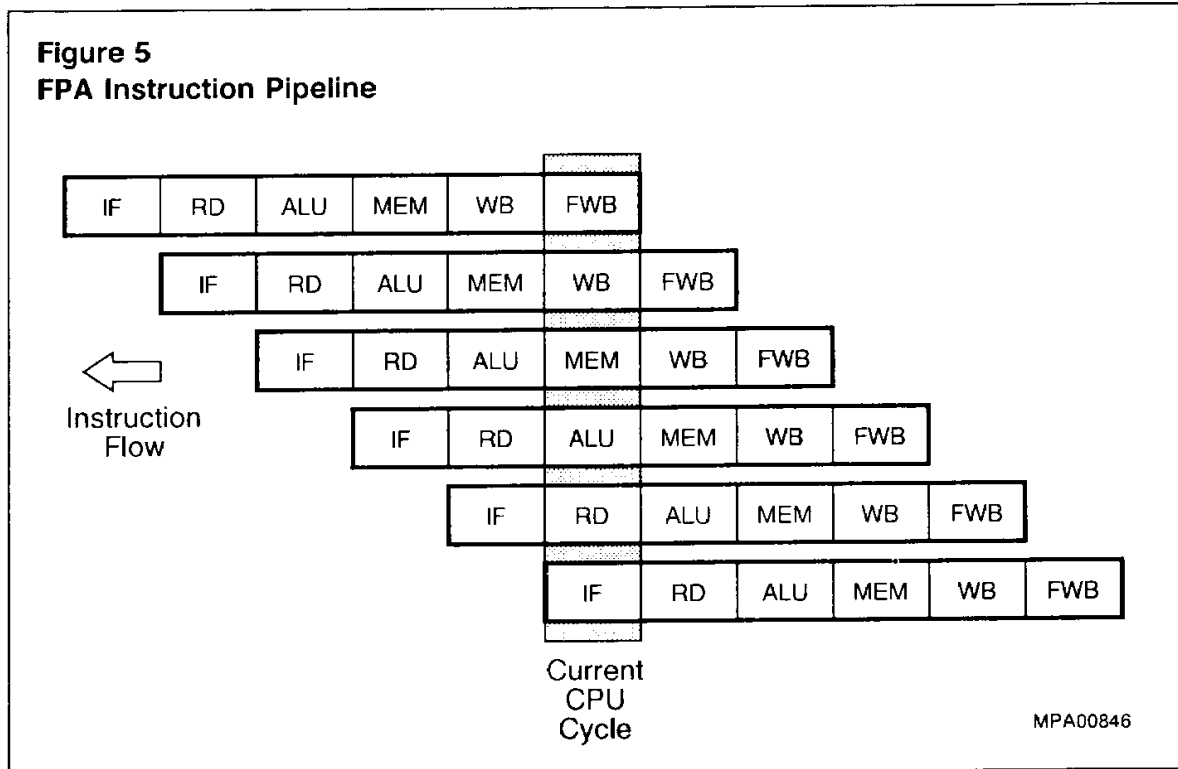 Figure 5
FPA Instruction Pipeline
IF RD ALU MEM WB FWB
IF RD ALU MEM WB FWB
IF RD ALU MEM WB FWB
Instruction
Flow
IF RD ALU MEM WB FWB
IF RD ALU MEM WB FWB
IF RD ALU MEM WB FWB
Current
CPU
Cycle
MPA00846